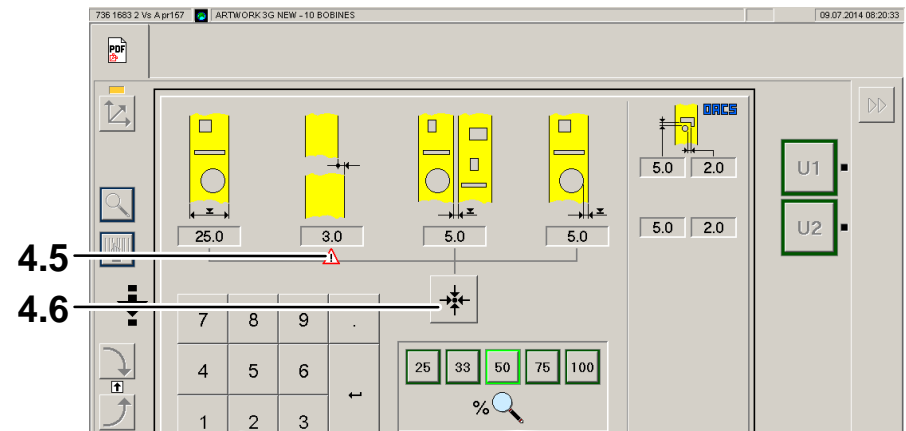 736 1683 2 Vs Apr167 ARTWORK 3G NEW - 10 BOBINES 09.07.2014 08:20:33
PDF
DACS
5.0 2.0
U1
25.0 3.0 5.0 5.0
5.0 2.0
U2
4.5
4.6
7 8 9 .
4 5 6
1 2 3
25 33 50 75 100
%